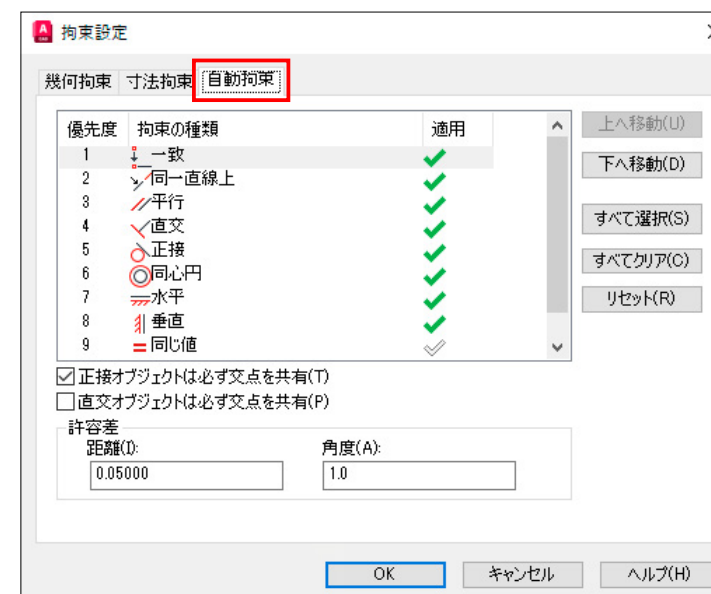 拘束設定
幾何拘束 寸法拘束 自動拘束
優先度 拘束の種類 適用
1 一致
2 同一直線上
3 平行
4 直交
5 正接
6 同心円
7 水平
8 垂直
9 同じ値
上へ移動(U)
下へ移動(D)
すべて選択(S)
すべてクリア(C)
リセット(R)
正接オブジェクトは必ず交点を共有(T)
直交オブジェクトは必ず交点を共有(P)
許容差
距離(I): 角度(A):
0.05000 1.0
OK キャンセル ヘルプ(H)